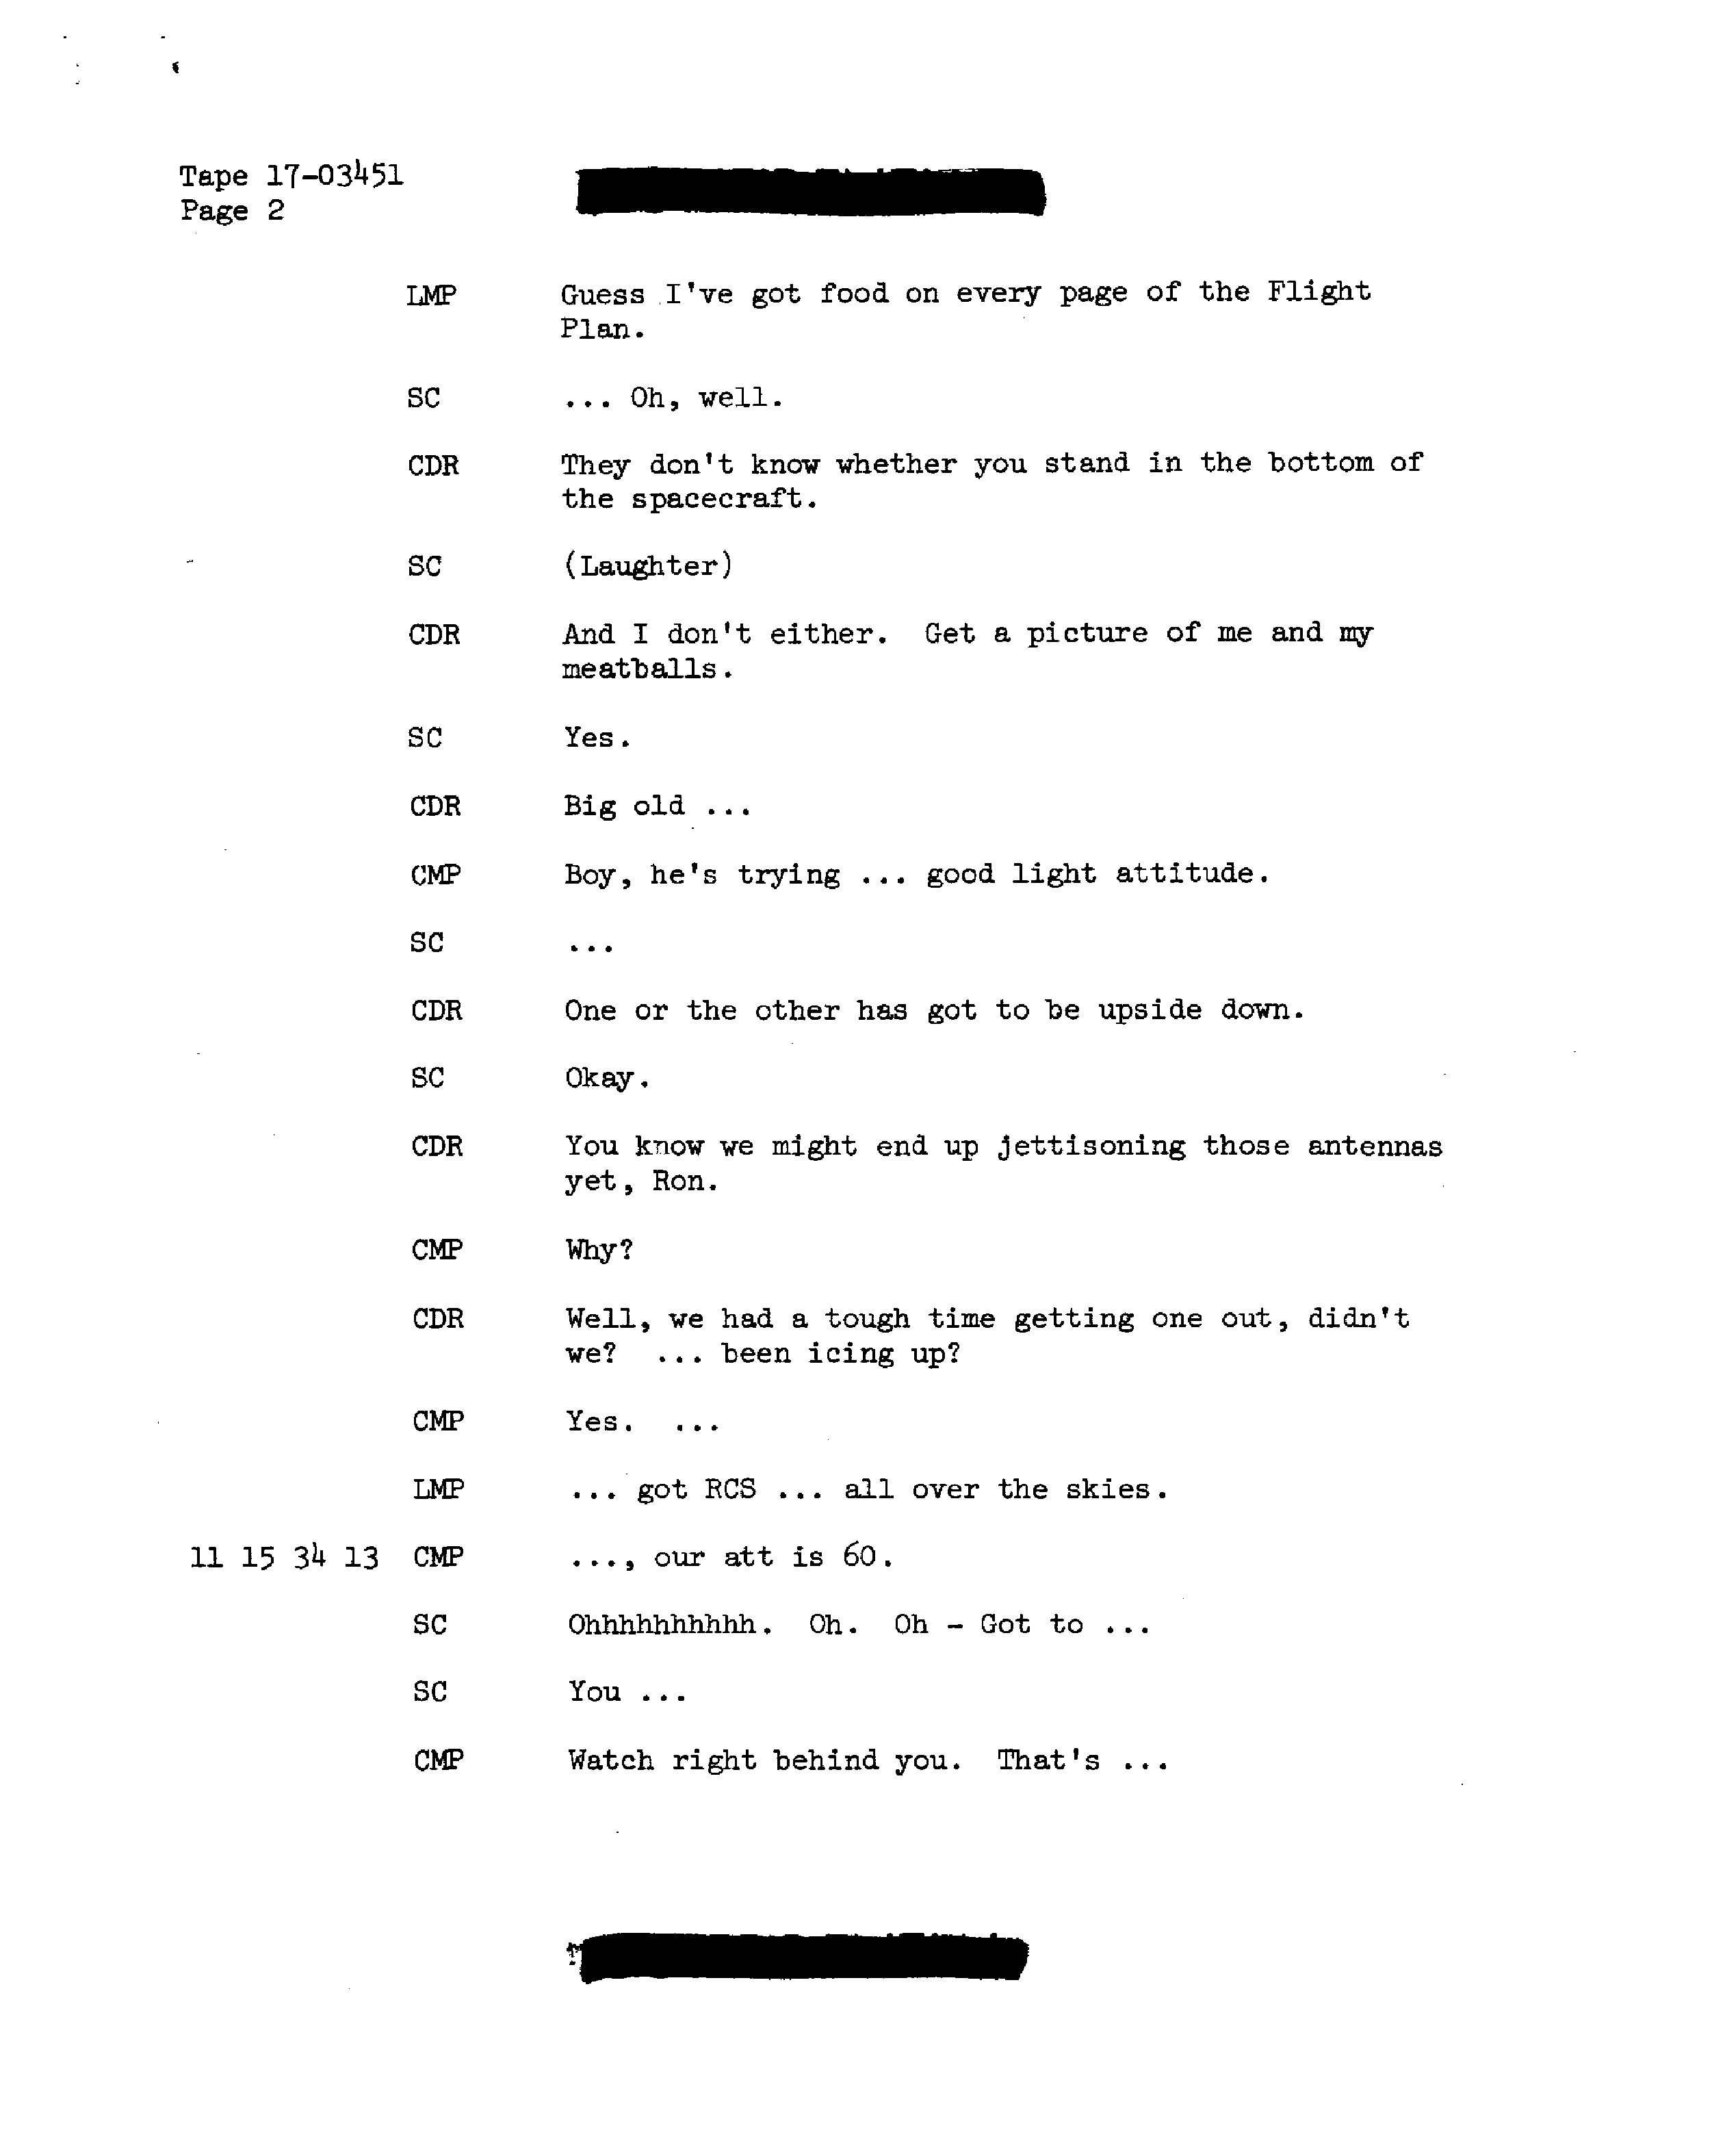 Tape 17-03451
Page 2
LMP Guess I've got food on every page of the Flight
Plan.
SC ... Oh, well.
CDR They don't know whether you stand in the bottom of
the spacecraft.
SC (Laughter)
CDR And I don't either. Get a picture of me and my
meatballs.
SC Yes.
CDR Big old ...
CMP Boy, he's trying ... good light attitude.
SC ...
CDR One or the other has got to be upside down.
SC Okay.
CDR You know we might end up jettisoning those antennas
yet, Ron.
CMP Why?
CDR Well, we had a tough time getting one out, didn't
we? ... been icing up?
CMP Yes. ...
LMP ... got RCS ... all over the skies.
11 15 34 13 CMP ..., our att is 60.
SC Ohhhhhhhhhhh. Oh. Oh - Got to ...
SC You ...
CMP Watch right behind you. That's ...